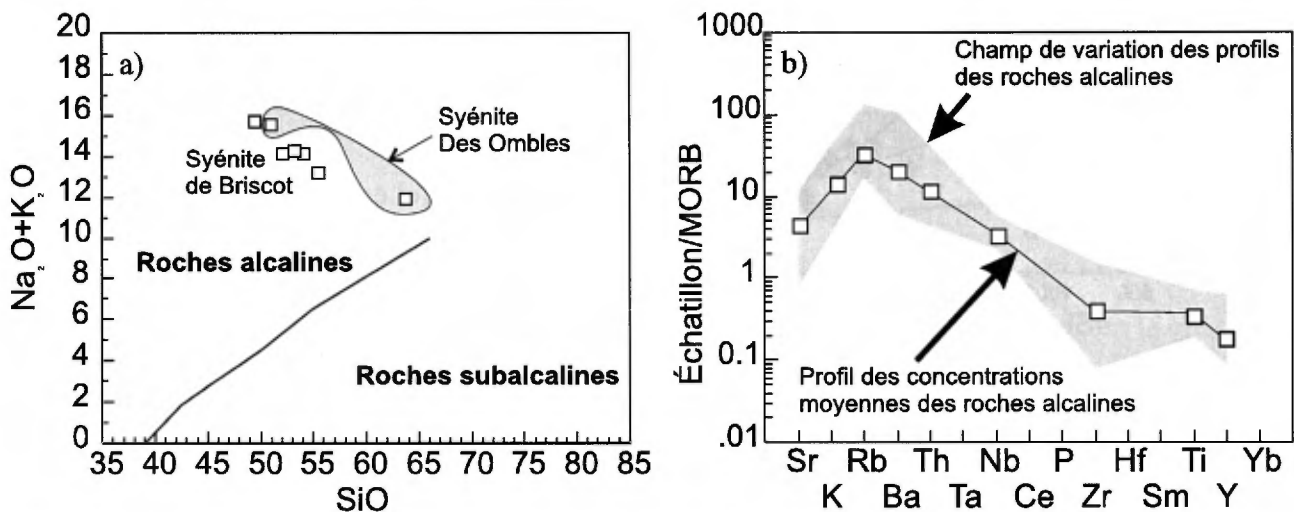 a)
Na₂O+K₂O
20
18
16
14
12
10
8
6
4
2
0
Syénite
Des Ombles
Syénite
de Briscot
Roches alcalines
Roches subalcalines
35 40 45 50 55 60 65 70 75 80 85
SiO
b)
Échatillon/MORB
1000
100
10
1
0.1
.01
Champ de variation des profils
des roches alcalines
Profil des concentrations
moyennes des roches alcalines
Sr Rb Th Nb P Hf Ti Yb
K Ba Ta Ce Zr Sm Y